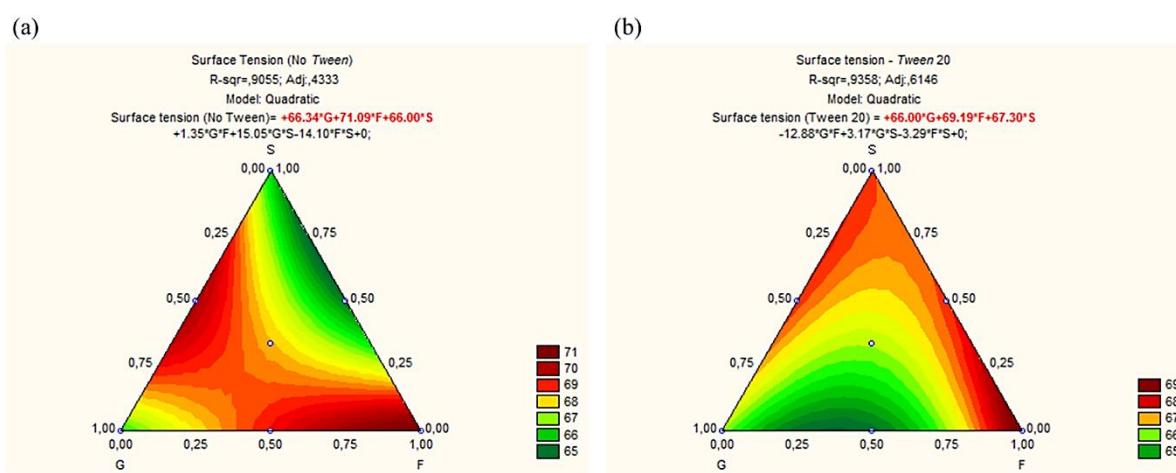 (a)
Surface Tension (No Tween)
R-sqr=,9055; Adj:,4333
Model: Quadratic
Surface tension (No Tween)= +66.34*G+71.09*F+66.00*S
+1.35*G*F+15.05*G*S-14.10*F*S+0;
S
0,00 1,00
0,25 0,75
0,50 0,50
0,75 0,25
1,00 0,00
0,00 0,25 0,50 0,75 1,00
G F
71
70
69
68
67
66
65
(b)
Surface tension - Tween 20
R-sqr=,9358; Adj:,6146
Model: Quadratic
Surface tension (Tween 20) = +66.00*G+69.19*F+67.30*S
-12.88*G*F+3.17*G*S-3.29*F*S+0;
S
0,00 1,00
0,25 0,75
0,50 0,50
0,75 0,25
1,00 0,00
0,00 0,25 0,50 0,75 1,00
G F
69
68
67
66
65